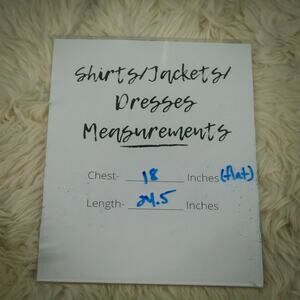 Shirts/Jackets/
Dresses
Measurements
Chest- 18 Inches (flat)
Length- 24.5 Inches